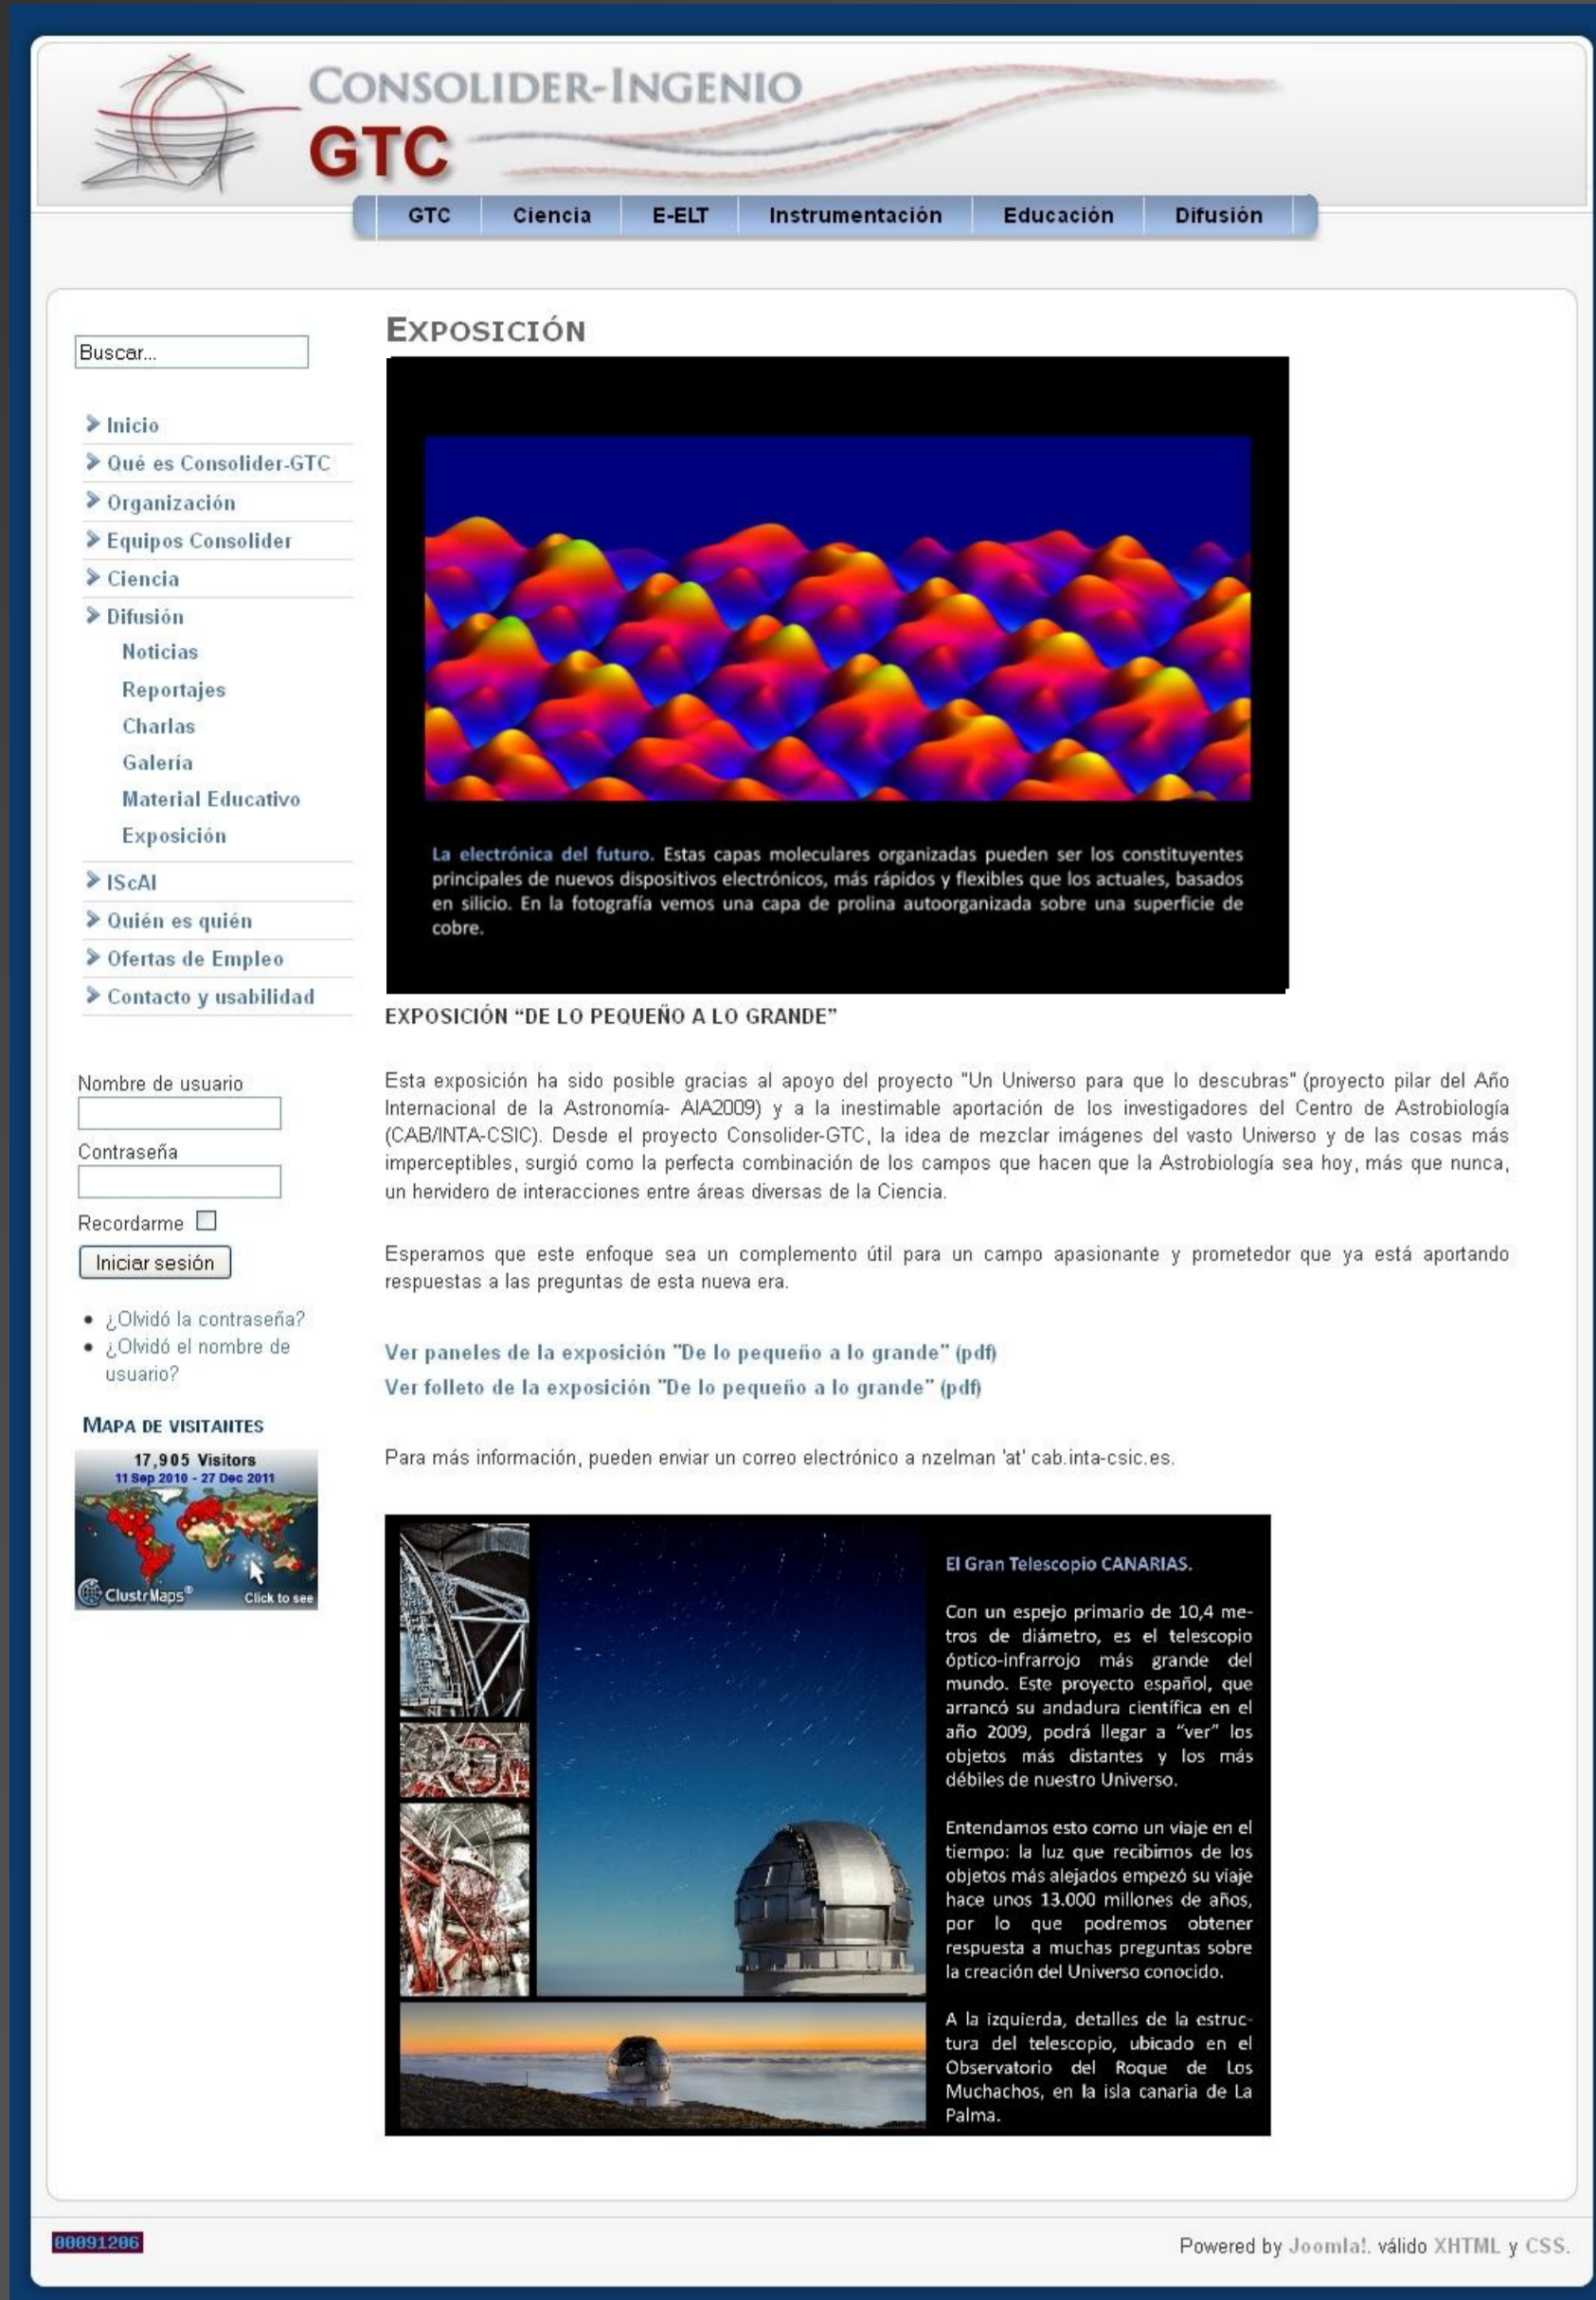 CONSOLIDER-INGENIO
GTC
GTC Ciencia E-ELT Instrumentación Educación Difusión
Buscar...
Inicio
Qué es Consolider-GTC
Organización
Equipos Consolider
Ciencia
Difusión
Noticias
Reportajes
Charlas
Galería
Material Educativo
Exposición
IScAI
Quién es quién
Ofertas de Empleo
Contacto y usabilidad
Nombre de usuario
Contraseña
Recordarme
Iniciar sesión
¿Olvidó la contraseña?
¿Olvidó el nombre de
usuario?
MAPA DE VISITANTES
17,905 Visitors
11 Sep 2010 - 27 Dec 2011
ClustrMaps®
Click to see
EXPOSICIÓN
La electrónica del futuro. Estas capas moleculares organizadas pueden ser los constituyentes
principales de nuevos dispositivos electrónicos, más rápidos y flexibles que los actuales, basados
en silicio. En la fotografía vemos una capa de prolina autoorganizada sobre una superficie de
cobre.
EXPOSICIÓN “DE LO PEQUEÑO A LO GRANDE”
Esta exposición ha sido posible gracias al apoyo del proyecto "Un Universo para que lo descubras" (proyecto pilar del Año
Internacional de la Astronomía- AIA2009) y a la inestimable aportación de los investigadores del Centro de Astrobiología
(CAB/INTA-CSIC). Desde el proyecto Consolider-GTC, la idea de mezclar imágenes del vasto Universo y de las cosas más
imperceptibles, surgió como la perfecta combinación de los campos que hacen que la Astrobiología sea hoy, más que nunca,
un hervidero de interacciones entre áreas diversas de la Ciencia.
Esperamos que este enfoque sea un complemento útil para un campo apasionante y prometedor que ya está aportando
respuestas a las preguntas de esta nueva era.
Ver paneles de la exposición "De lo pequeño a lo grande" (pdf)
Ver folleto de la exposición "De lo pequeño a lo grande" (pdf)
Para más información, pueden enviar un correo electrónico a nzelman 'at' cab.inta-csic.es.
El Gran Telescopio CANARIAS.
Con un espejo primario de 10,4 me-
tros de diámetro, es el telescopio
óptico-infrarrojo más grande del
mundo. Este proyecto español, que
arrancó su andadura científica en el
año 2009, podrá llegar a “ver” los
objetos más distantes y los más
débiles de nuestro Universo.
Entendamos esto como un viaje en el
tiempo: la luz que recibimos de los
objetos más alejados empezó su viaje
hace unos 13.000 millones de años,
por lo que podremos obtener
respuesta a muchas preguntas sobre
la creación del Universo conocido.
A la izquierda, detalles de la estruc-
tura del telescopio, ubicado en el
Observatorio del Roque de Los
Muchachos, en la isla canaria de La
Palma.
00091206
Powered by Joomla!. válido XHTML y CSS.